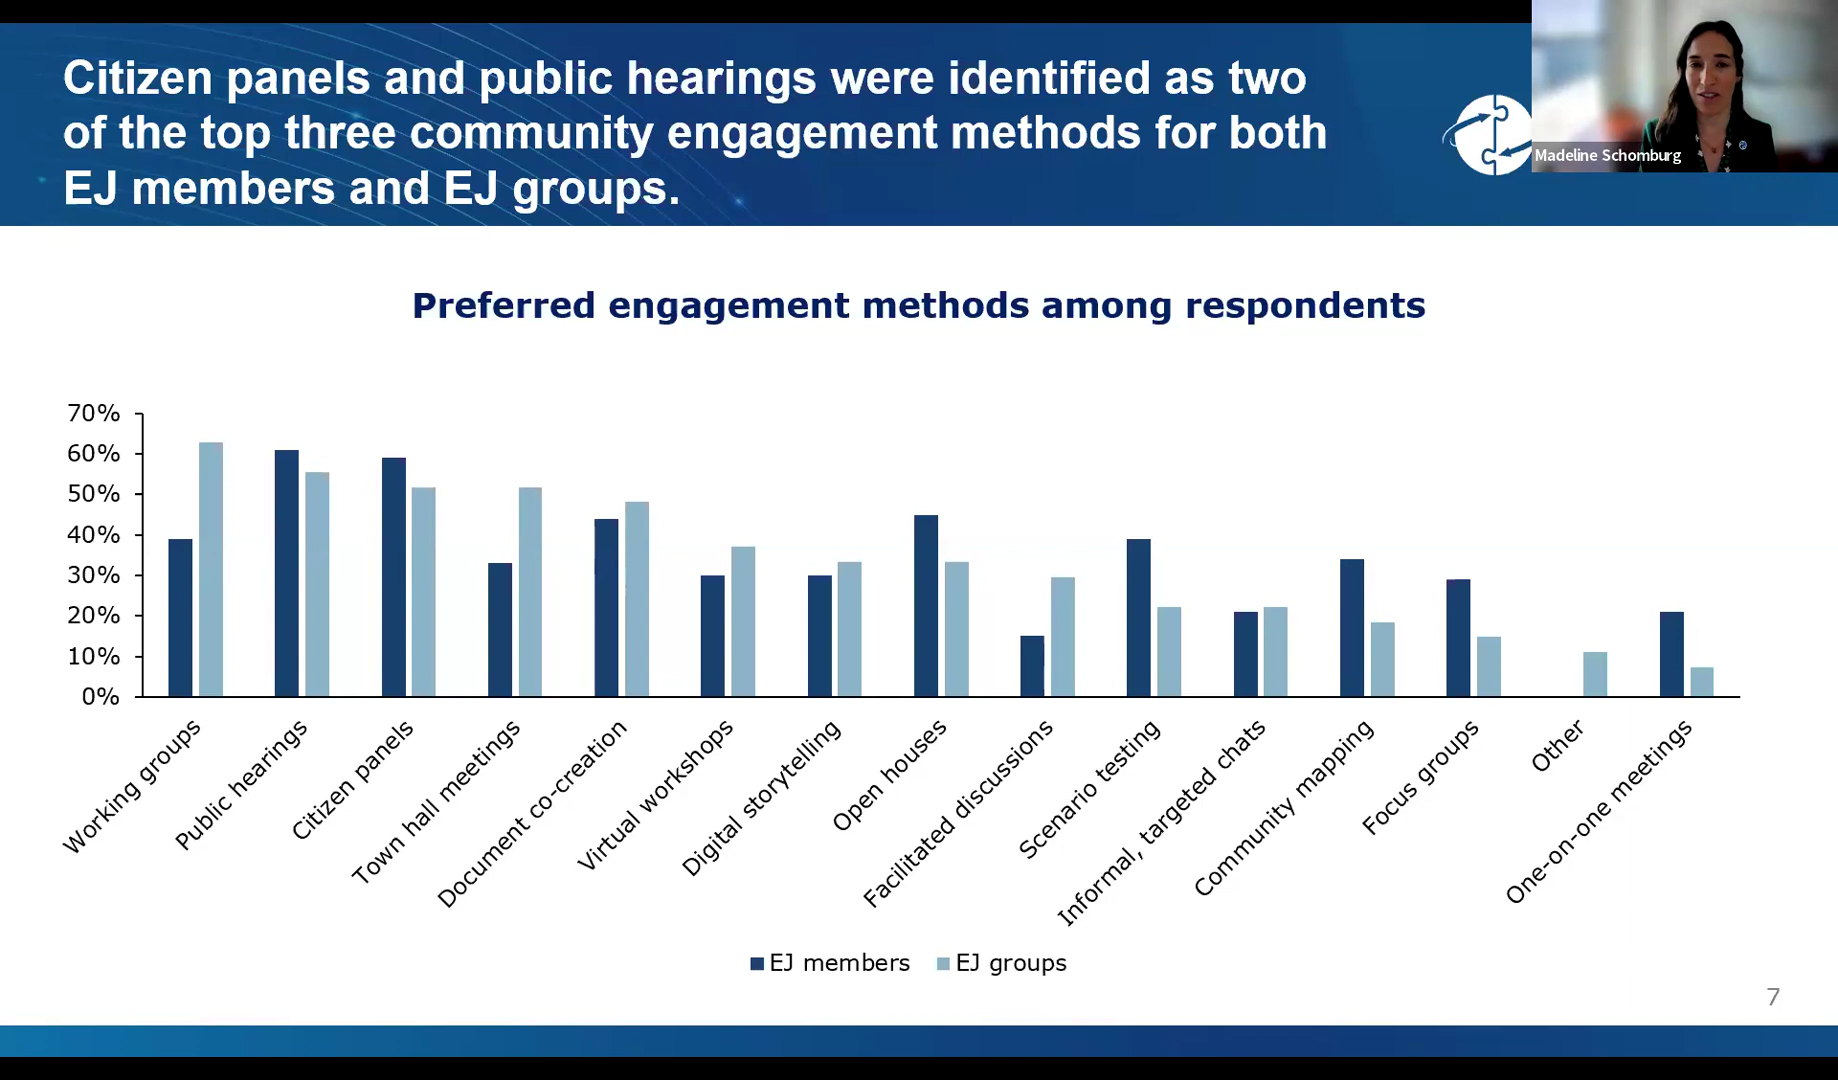 Citizen panels and public hearings were identified as two
of the top three community engagement methods for both
EJ members and EJ groups.
Madeline Schomburg
Preferred engagement methods among respondents
70%
60%
50%
40%
30%
20%
10%
0%
Working groups
Public hearings
Citizen panels
Town hall meetings
Document co-creation
Virtual workshops
Digital storytelling
Open houses
Facilitated discussions
Scenario testing
Informal, targeted chats
Community mapping
Focus groups
Other
One-on-one meetings
EJ members
EJ groups
7